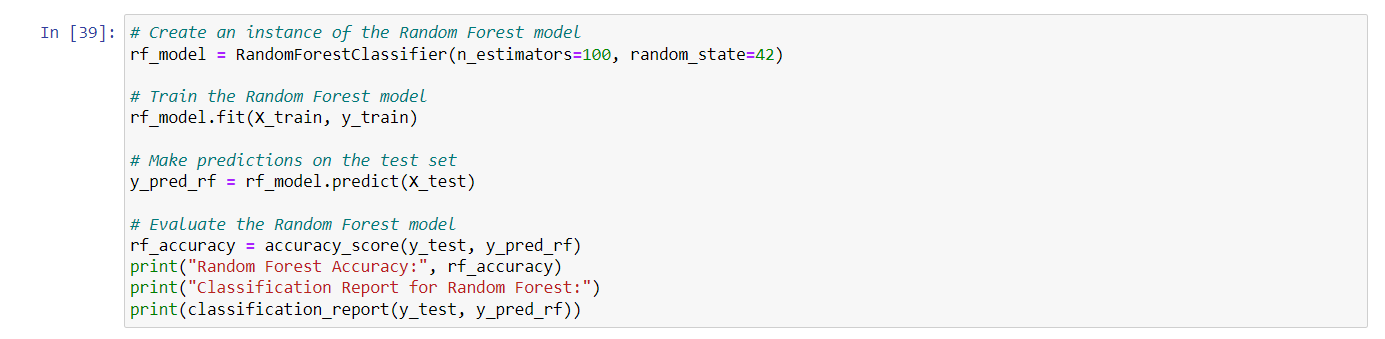 In [39]: # Create an instance of the Random Forest model
rf_model = RandomForestClassifier(n_estimators=100, random_state=42)
# Train the Random Forest model
rf_model.fit(X_train, y_train)
# Make predictions on the test set
y_pred_rf = rf_model.predict(X_test)
# Evaluate the Random Forest model
rf_accuracy = accuracy_score(y_test, y_pred_rf)
print("Random Forest Accuracy:", rf_accuracy)
print("Classification Report for Random Forest:")
print(classification_report(y_test, y_pred_rf))